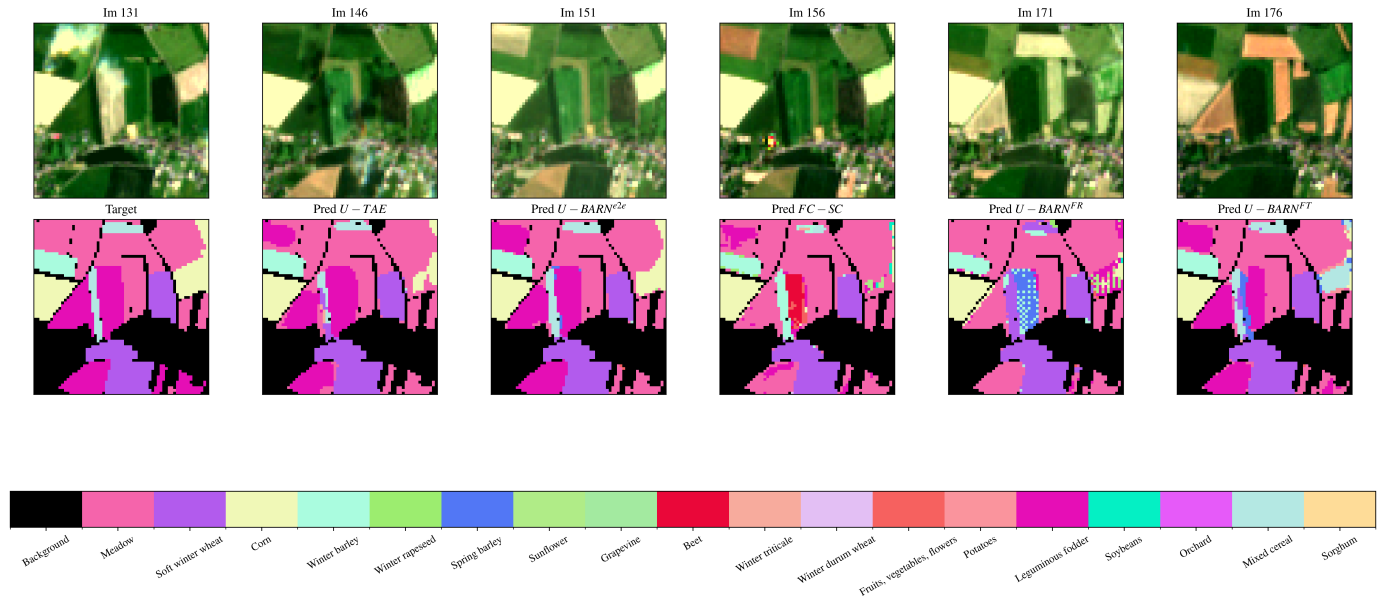 Im 131
Im 146
Im 151
Im 156
Im 171
Im 176
Target
Pred U − TAE
Pred U − BARN^{e2e}
Pred FC − SC
Pred U − BARN^{FR}
Pred U − BARN^{FT}
Background
Meadow
Soft winter wheat
Corn
Winter barley
Winter rapeseed
Spring barley
Sunflower
Grapevine
Beet
Winter triticale
Winter durum wheat
Fruits, vegetables, flowers
Potatoes
Leguminous fodder
Soybeans
Orchard
Mixed cereal
Sorghum